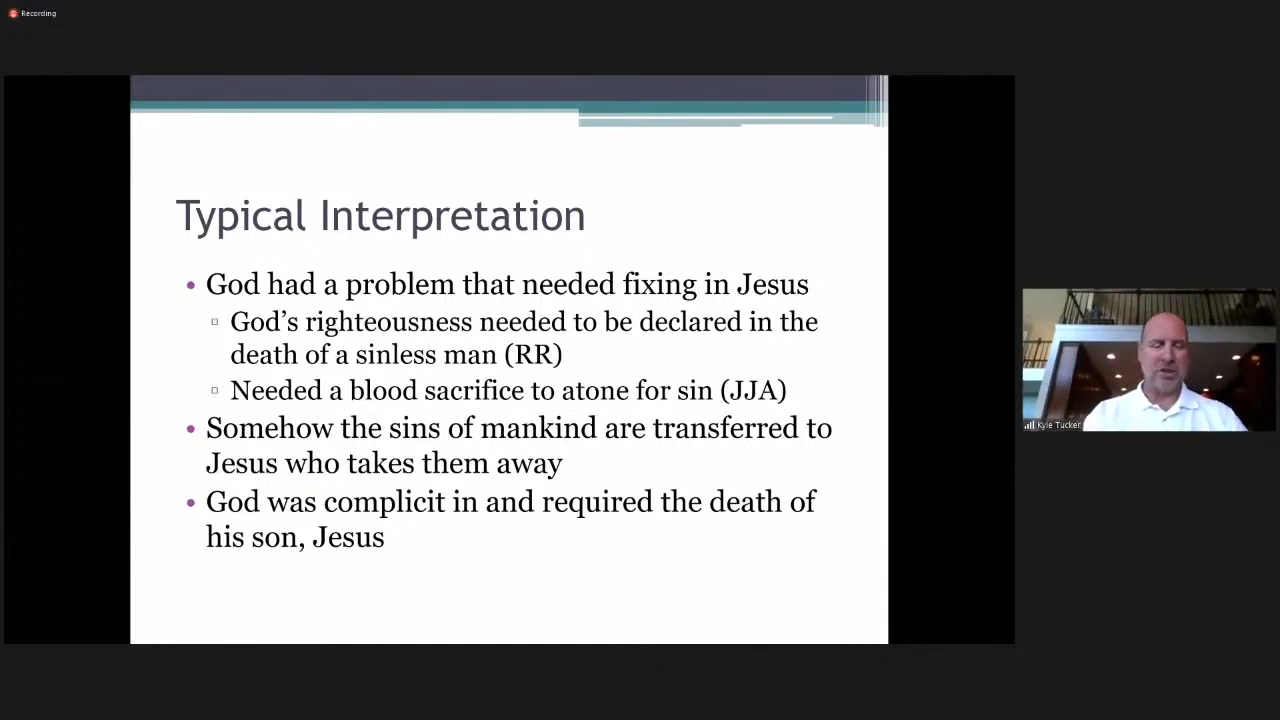 Recording
Typical Interpretation
• God had a problem that needed fixing in Jesus
▫ God's righteousness needed to be declared in the
death of a sinless man (RR)
▫ Needed a blood sacrifice to atone for sin (JJA)
• Somehow the sins of mankind are transferred to
Jesus who takes them away
• God was complicit in and required the death of
his son, Jesus
Kyle Tucker